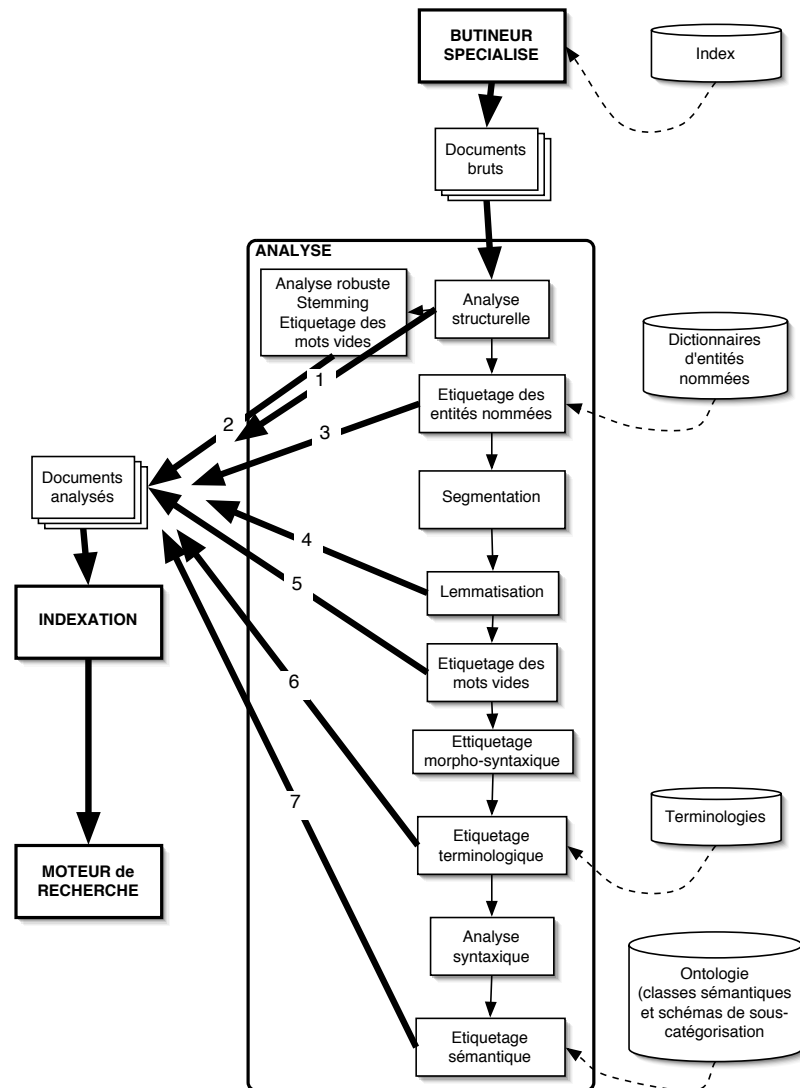 BUTINEUR
SPECIALISE
Index
Documents
bruts
ANALYSE
Analyse robuste
Stemming
Etiquetage des
mots vides
Analyse
structurelle
Dictionnaires
d'entités
nommées
1
2
Etiquetage des
entités nommées
3
Documents
analysés
Segmentation
4
5
Lemmatisation
INDEXATION
Etiquetage des
mots vides
6
Ettiquetage
morpho-syntaxique
7
Terminologies
Etiquetage
terminologique
MOTEUR de
RECHERCHE
Analyse
syntaxique
Ontologie
(classes sémantiques
et schémas de sous-
catégorisation
Etiquetage
sémantique